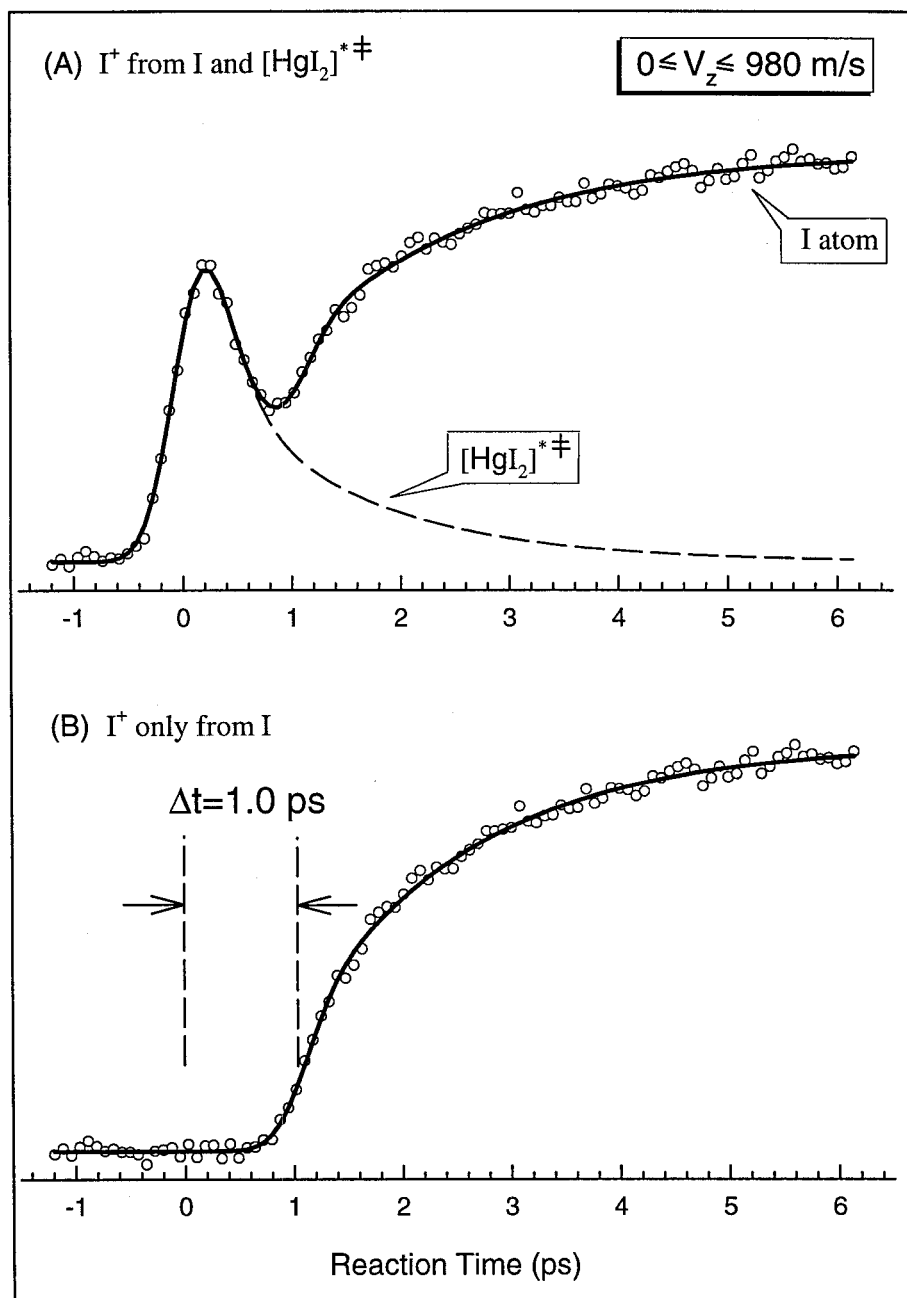 (A) I⁺ from I and [HgI₂]*‡
0 ≤ V_z ≤ 980 m/s
I atom
[HgI₂]*‡
-1 0 1 2 3 4 5 6
(B) I⁺ only from I
Δt=1.0 ps
-1 0 1 2 3 4 5 6
Reaction Time (ps)